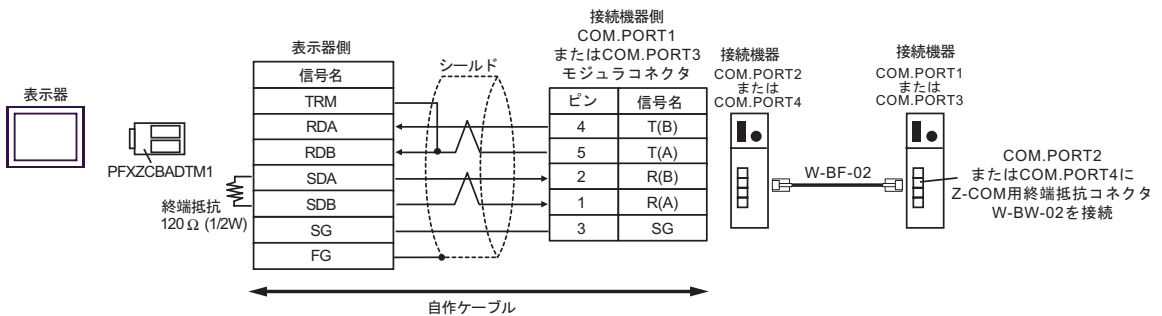 表示器
PFXZCBADTM1
終端抵抗
120Ω (1/2W)
表示器側
信号名
TRM
RDA
RDB
SDA
SDB
SG
FG
シールド
接続機器側
COM.PORT1
またはCOM.PORT3
モジュラコネクタ
ピン 信号名
4 T(B)
5 T(A)
2 R(B)
1 R(A)
3 SG
自作ケーブル
接続機器
COM.PORT2
または
COM.PORT4
W-BF-02
接続機器
COM.PORT1
または
COM.PORT3
COM.PORT2
またはCOM.PORT4に
Z-COM用終端抵抗コネクタ
W-BW-02を接続